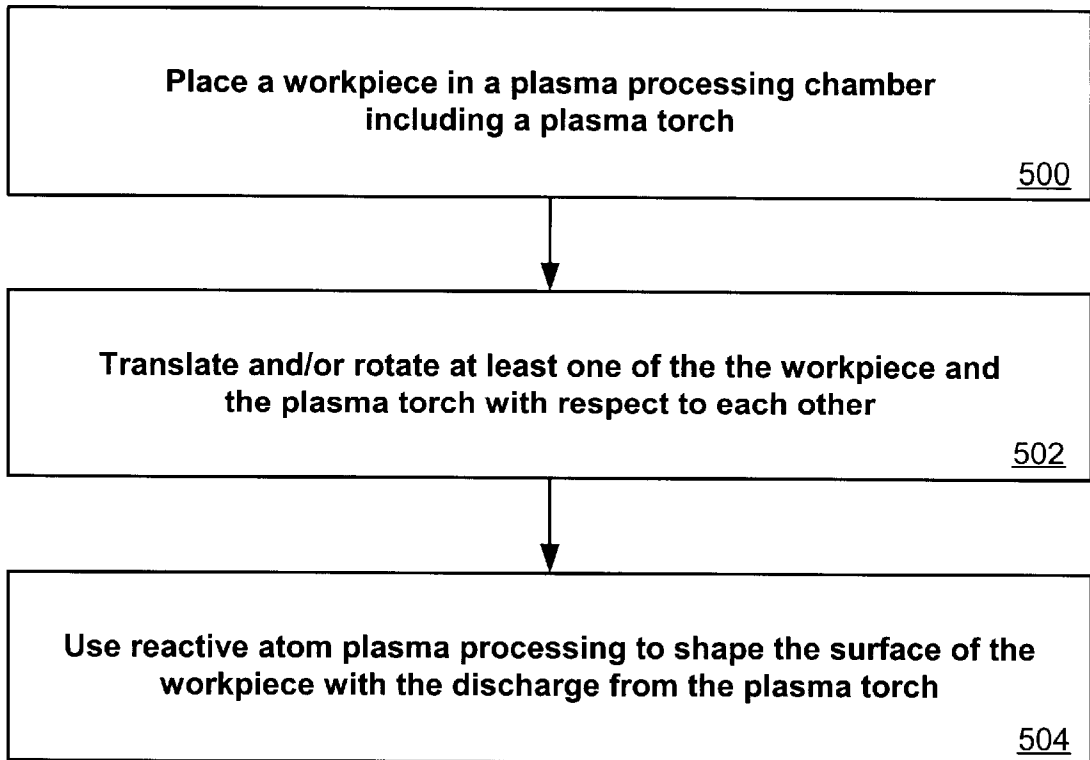 Place a workpiece in a plasma processing chamber
including a plasma torch
500
Translate and/or rotate at least one of the the workpiece and
the plasma torch with respect to each other
502
Use reactive atom plasma processing to shape the surface of the
workpiece with the discharge from the plasma torch
504